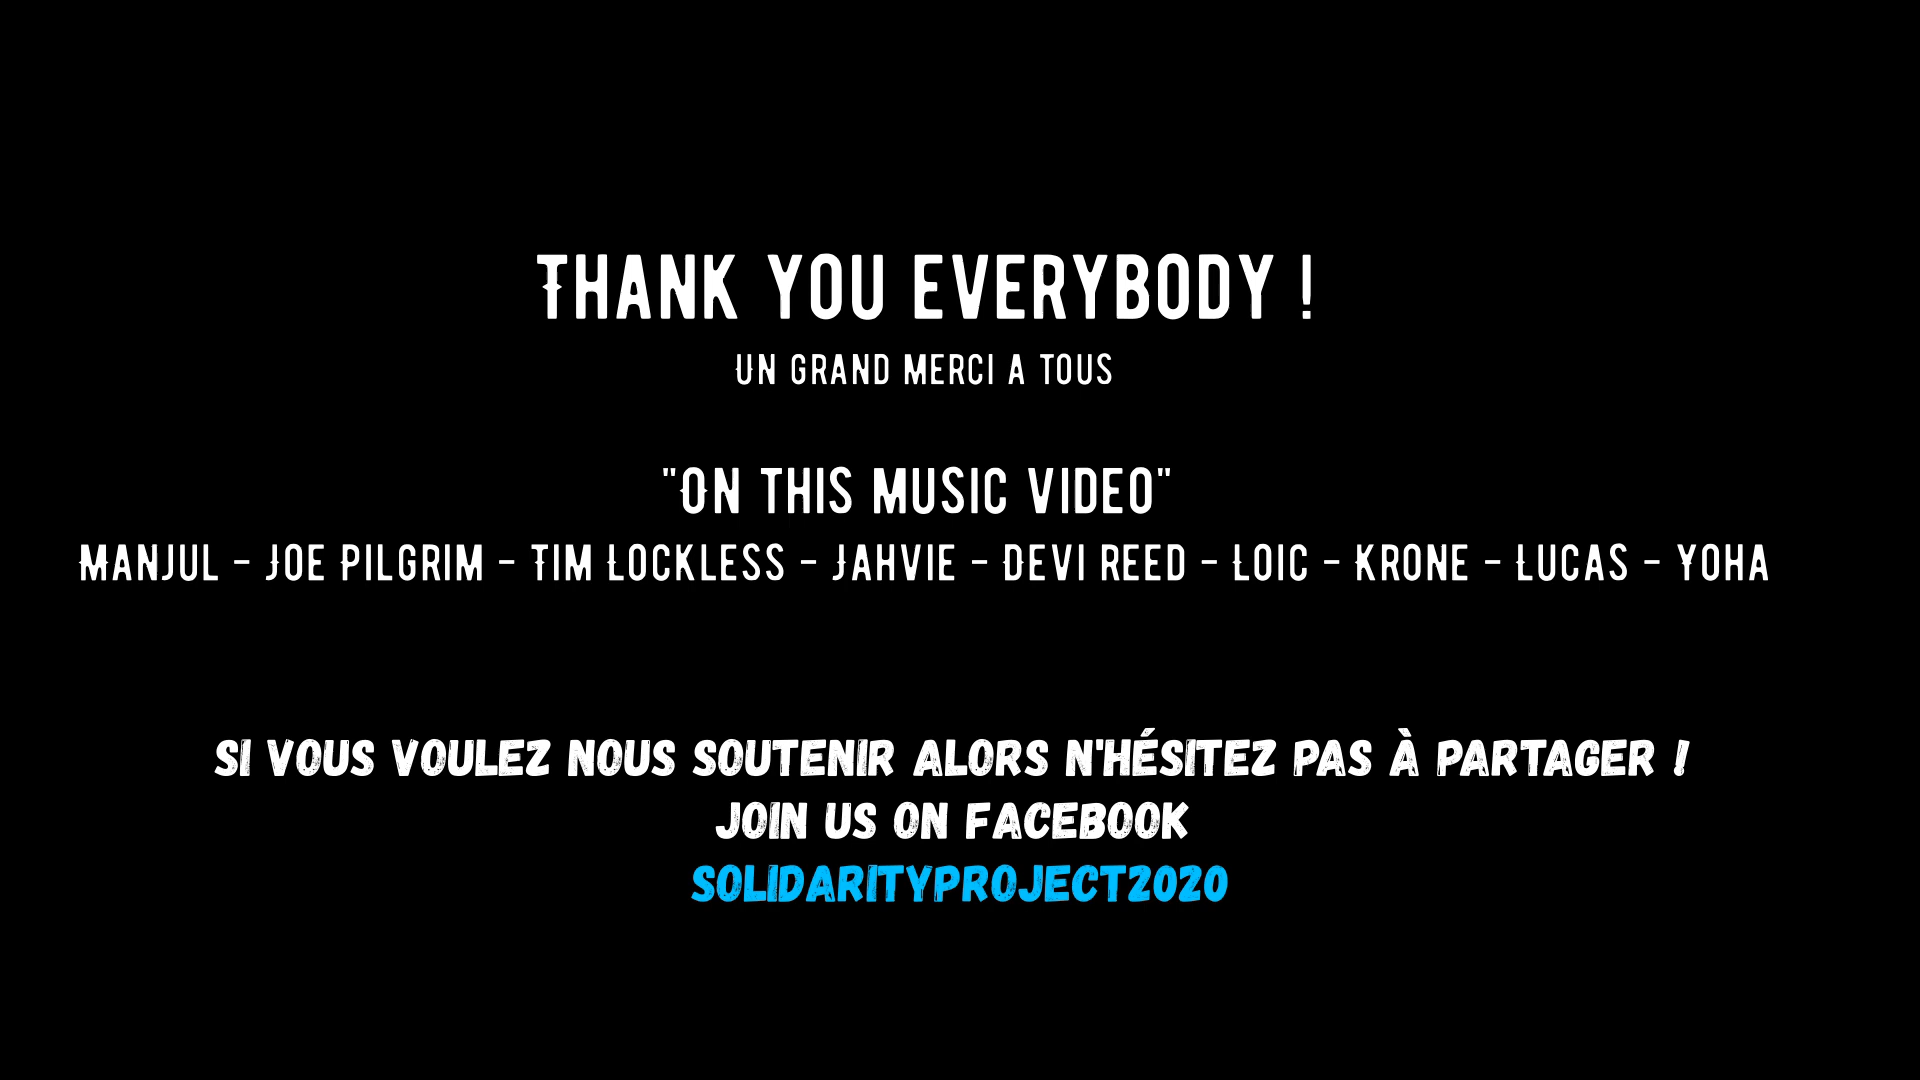 THANK YOU EVERYBODY !
UN GRAND MERCI A TOUS
"ON THIS MUSIC VIDEO"
MANJUL - JOE PILGRIM - TIM LOCKLESS - JAHVIE - DEVI REED - LOIC - KRONE - LUCAS - YOHA
SI VOUS VOULEZ NOUS SOUTENIR ALORS N'HÉSITEZ PAS À PARTAGER !
JOIN US ON FACEBOOK
SOLIDARITYPROJECT2020